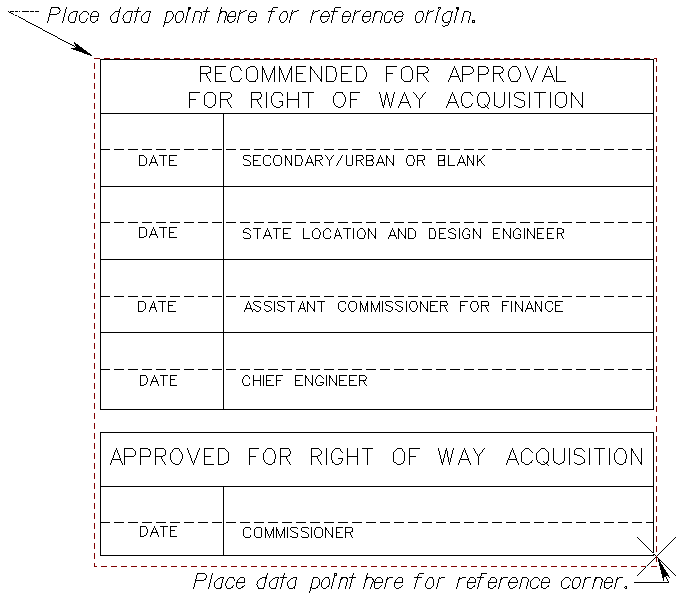 Place data point here for reference origin.
RECOMMENDED FOR APPROVAL
FOR RIGHT OF WAY ACQUISITION
DATE SECONDARY/URBAN OR BLANK
DATE STATE LOCATION AND DESIGN ENGINEER
DATE ASSISTANT COMMISSIONER FOR FINANCE
DATE CHIEF ENGINEER
APPROVED FOR RIGHT OF WAY ACQUISITION
DATE COMMISSIONER
Place data point here for reference corner.